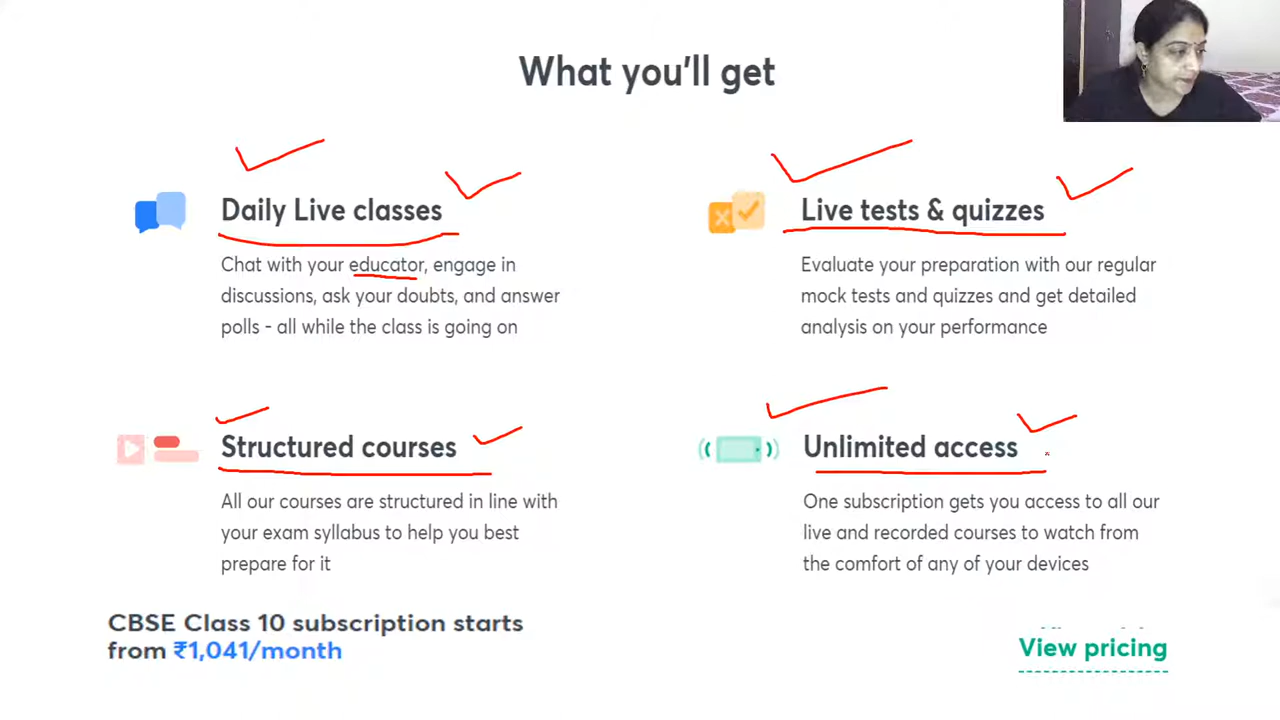 What you'll get
Daily Live classes
Chat with your educator, engage in
discussions, ask your doubts, and answer
polls - all while the class is going on
Live tests & quizzes
Evaluate your preparation with our regular
mock tests and quizzes and get detailed
analysis on your performance
Structured courses
All our courses are structured in line with
your exam syllabus to help you best
prepare for it
Unlimited access
One subscription gets you access to all our
live and recorded courses to watch from
the comfort of any of your devices
CBSE Class 10 subscription starts
from ₹1,041/month
View pricing